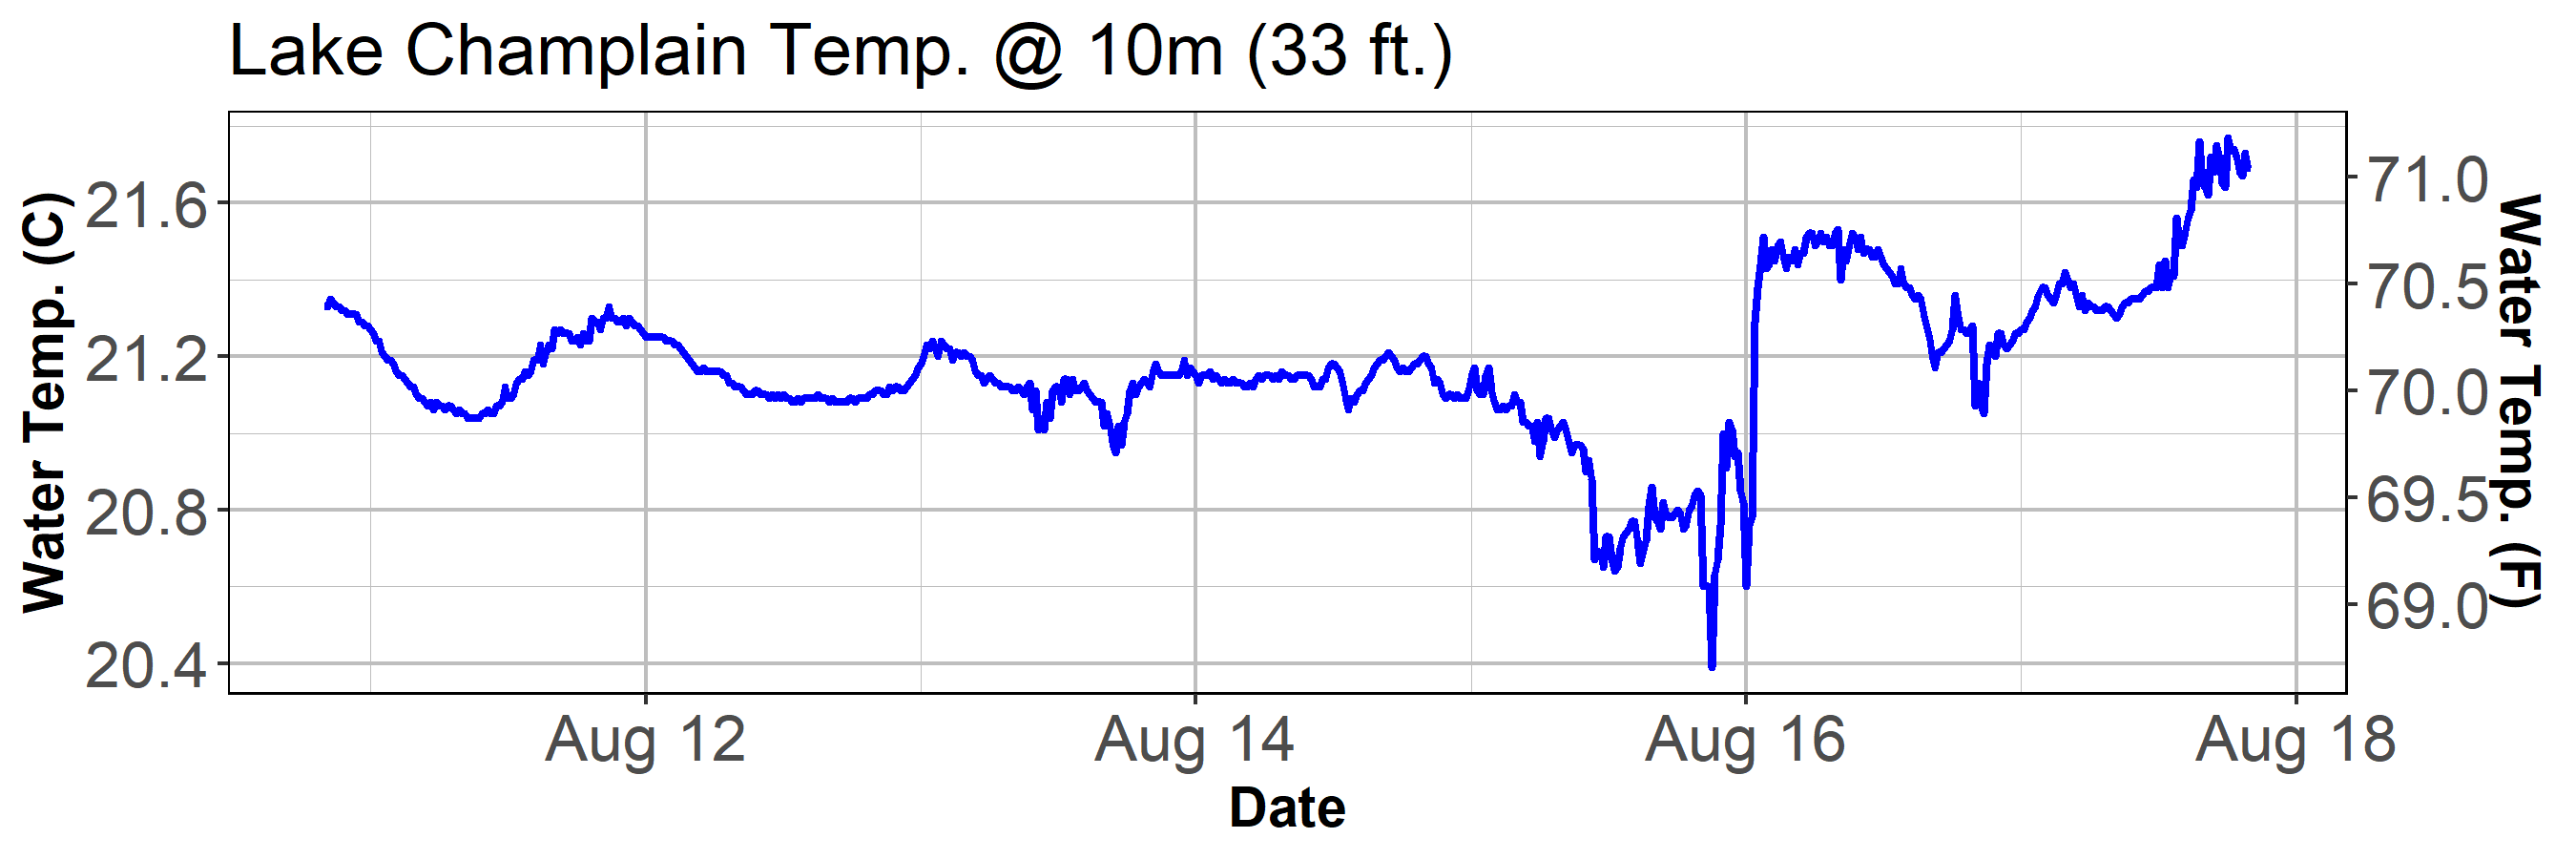 Lake Champlain Temp. @ 10m (33 ft.)
Water Temp. (C)
21.6
21.2
20.8
20.4
71.0
70.5
70.0
69.5
69.0
Water Temp. (F)
Aug 12
Aug 14
Aug 16
Aug 18
Date